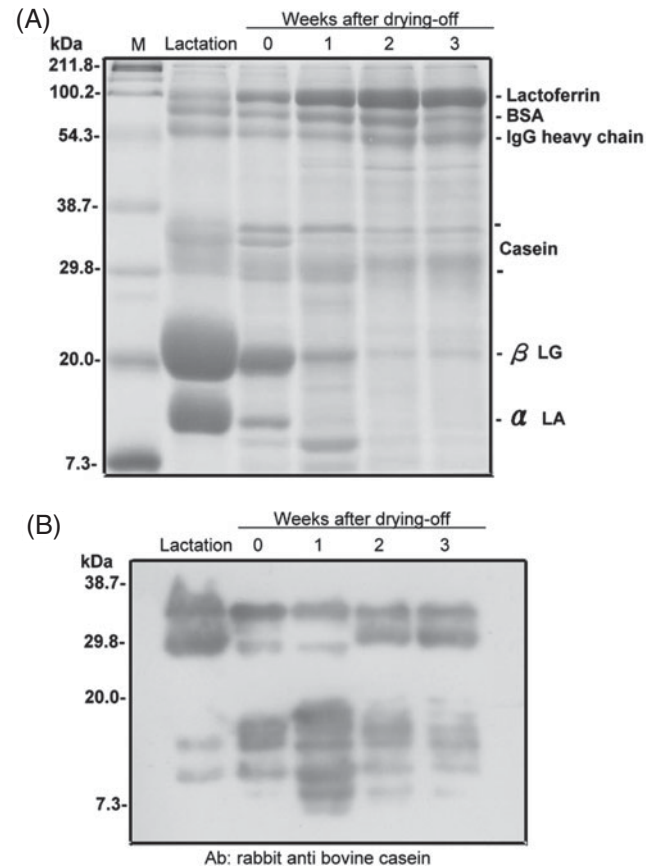 (A)
Weeks after drying-off
kDa M Lactation 0 1 2 3
211.8-
100.2- - Lactoferrin
- BSA
54.3- - IgG heavy chain
38.7-
-
Casein
29.8- -
20.0- - β LG
- α LA
7.3-
(B)
Weeks after drying-off
Lactation 0 1 2 3
kDa
38.7-
29.8-
20.0-
7.3-
Ab: rabbit anti bovine casein